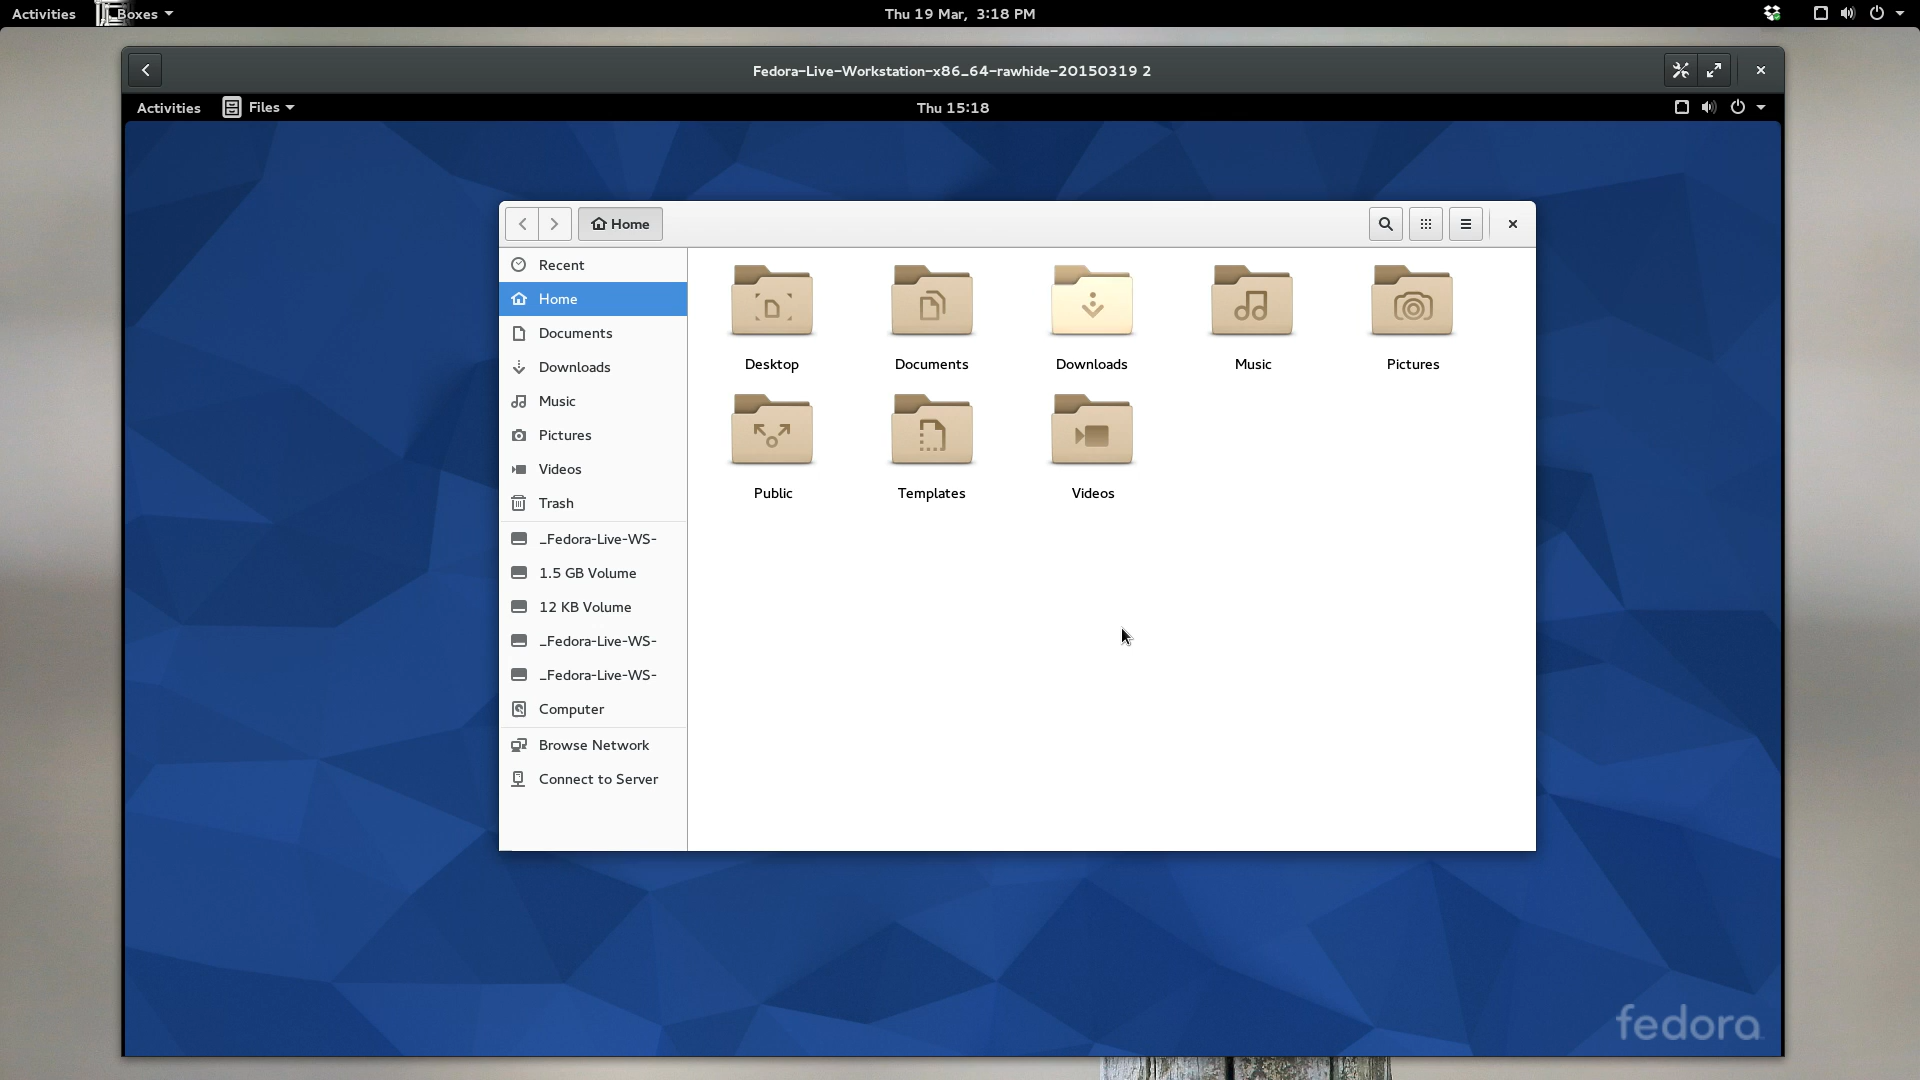 Activities Boxes Thu 19 Mar, 3:18 PM
Fedora-Live-Workstation-x86_64-rawhide-20150319 2
Activities Files Thu 15:18
Home
Recent
Home
Documents
Downloads
Music
Pictures
Videos
Trash
_Fedora-Live-WS-
1.5 GB Volume
12 KB Volume
_Fedora-Live-WS-
_Fedora-Live-WS-
Computer
Browse Network
Connect to Server
Desktop Documents Downloads Music Pictures
Public Templates Videos
fedora